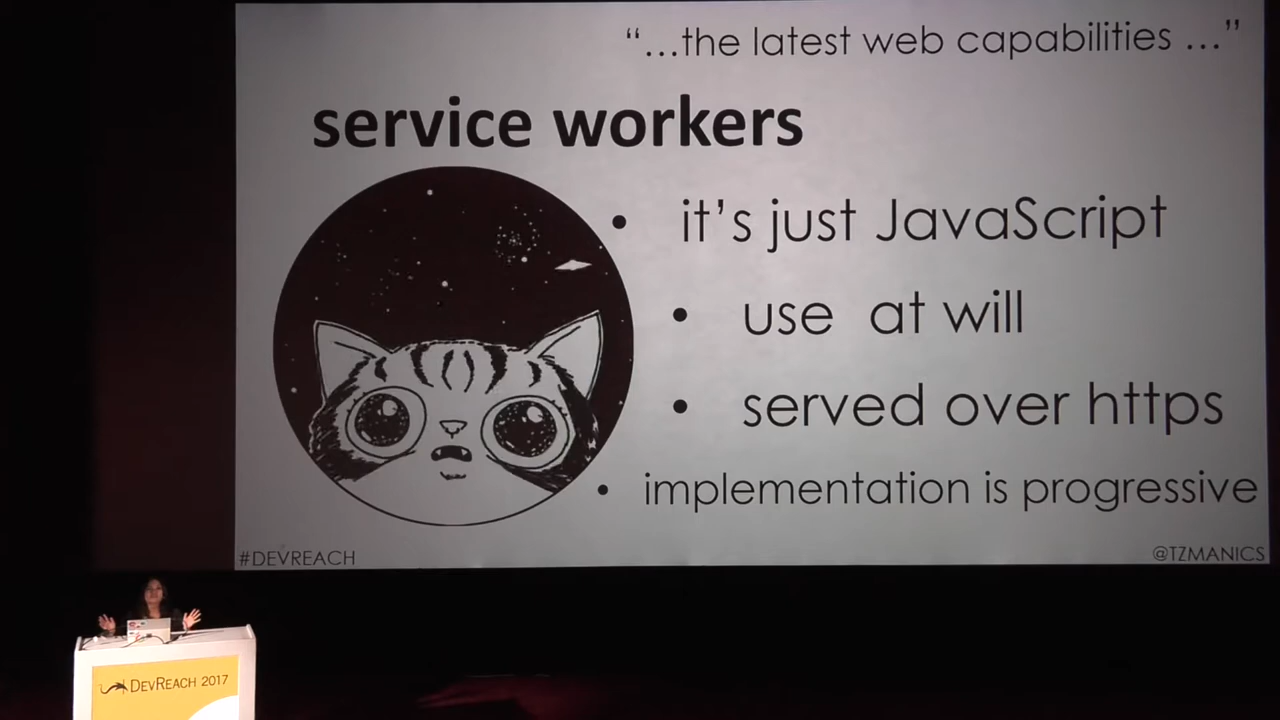 “...the latest web capabilities ...”
service workers
• it’s just JavaScript
• use at will
• served over https
• implementation is progressive
#DEVREACH
@TZMANICS
DEVREACH 2017